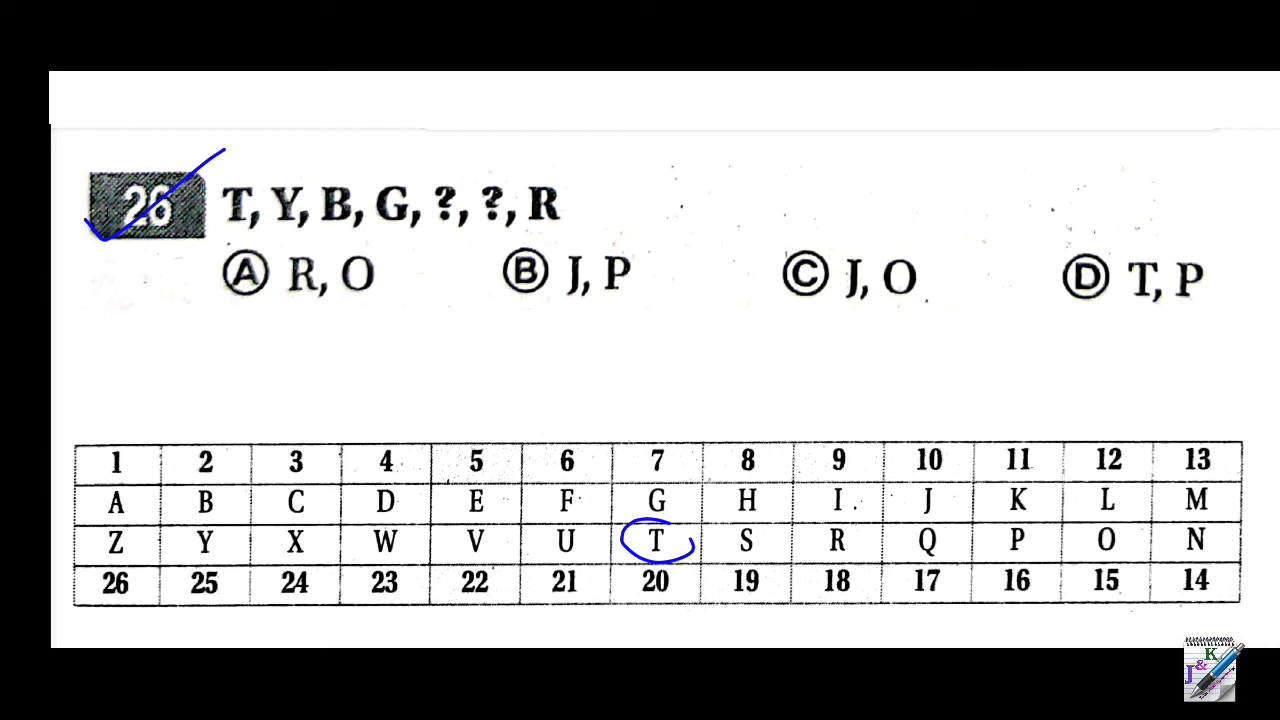 26 T, Y, B, G, ?, ?, R
Ⓐ R, O Ⓑ J, P Ⓒ J, O Ⓓ T, P
1 2 3 4 5 6 7 8 9 10 11 12 13
A B C D E F G H I J K L M
Z Y X W V U T S R Q P O N
26 25 24 23 22 21 20 19 18 17 16 15 14
J & K